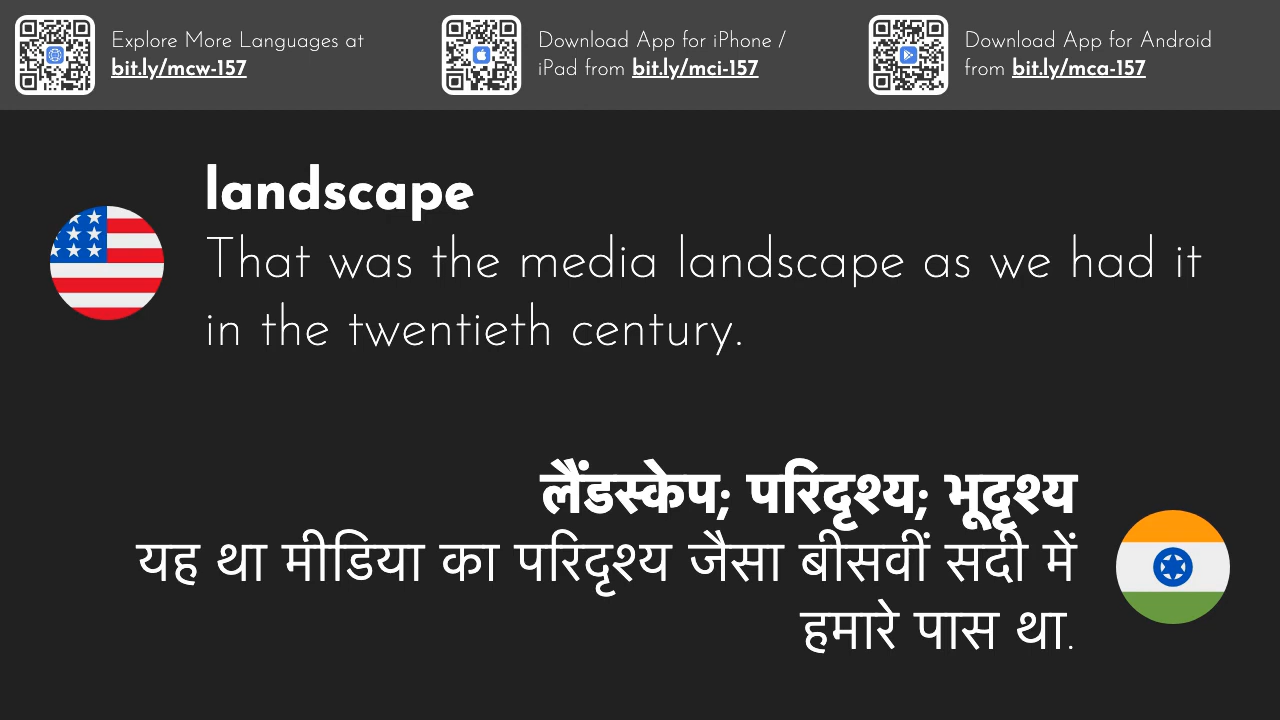 Explore More Languages at
bit.ly/mcw-157
Download App for iPhone /
iPad from bit.ly/mci-157
Download App for Android
from bit.ly/mca-157
landscape
That was the media landscape as we had it
in the twentieth century.
लैंडस्केप; परिदृश्य; भूदृश्य
यह था मीडिया का परिदृश्य जैसा बीसवीं सदी में
हमारे पास था.